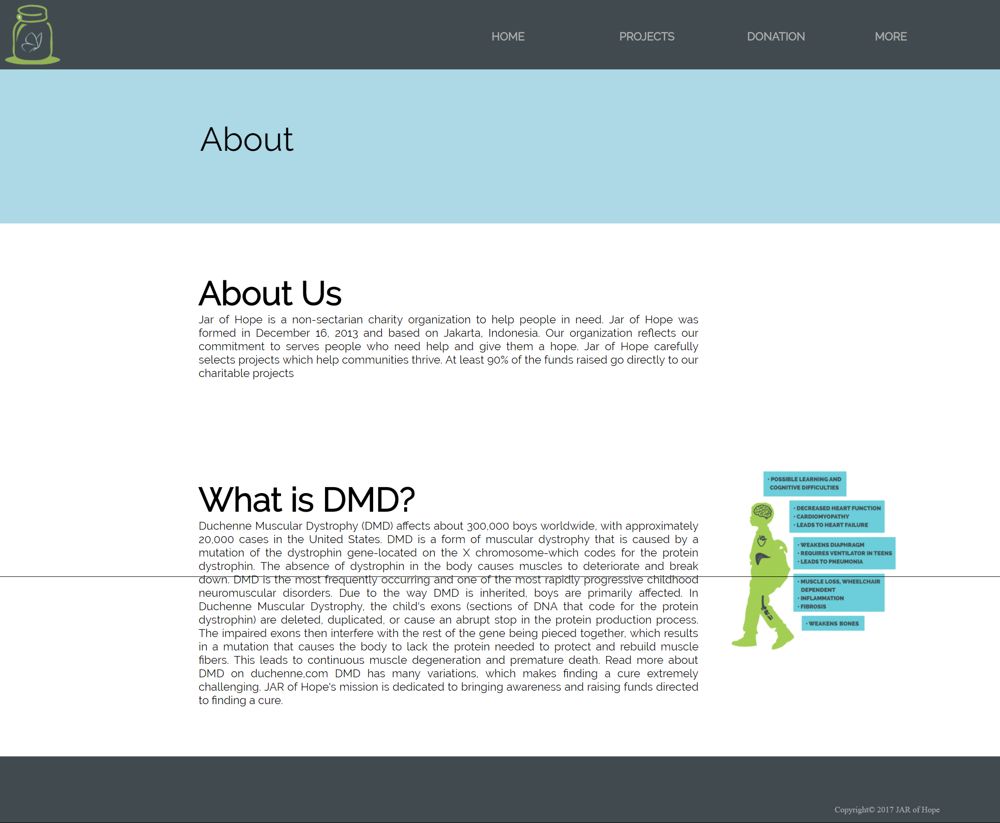 HOME PROJECTS DONATION MORE
About
About Us
Jar of Hope is a non-sectarian charity organization to help people in need. Jar of Hope was
formed in December 16, 2013 and based on Jakarta, Indonesia. Our organization reflects our
commitment to serves people who need help and give them a hope. Jar of Hope carefully
selects projects which help communities thrive. At least 90% of the funds raised go directly to our
charitable projects
What is DMD?
Duchenne Muscular Dystrophy (DMD) affects about 300,000 boys worldwide, with approximately
20,000 cases in the United States. DMD is a form of muscular dystrophy that is caused by a
mutation of the dystrophin gene-located on the X chromosome-which codes for the protein
dystrophin. The absence of dystrophin in the body causes muscles to deteriorate and break
down. DMD is the most frequently occurring and one of the most rapidly progressive childhood
neuromuscular disorders. Due to the way DMD is inherited, boys are primarily affected. In
Duchenne Muscular Dystrophy, the child's exons (sections of DNA that code for the protein
dystrophin) are deleted, duplicated, or cause an abrupt stop in the protein production process.
The impaired exons then interfere with the rest of the gene being pieced together, which results
in a mutation that causes the body to lack the protein needed to protect and rebuild muscle
fibers. This leads to continuous muscle degeneration and premature death. Read more about
DMD on duchenne,com DMD has many variations, which makes finding a cure extremely
challenging. JAR of Hope's mission is dedicated to bringing awareness and raising funds directed
to finding a cure.
• POSSIBLE LEARNING AND
COGNITIVE DIFFICULTIES
• DECREASED HEART FUNCTION
• CARDIOMYOPATHY
• LEADS TO HEART FAILURE
• WEAKENS DIAPHRAGM
• REQUIRES VENTILATOR IN TEENS
• LEADS TO PNEUMONIA
• MUSCLE LOSS, WHEELCHAIR
DEPENDENT
• INFLAMMATION
• FIBROSIS
• WEAKENS BONES
Copyright© 2017 JAR of Hope